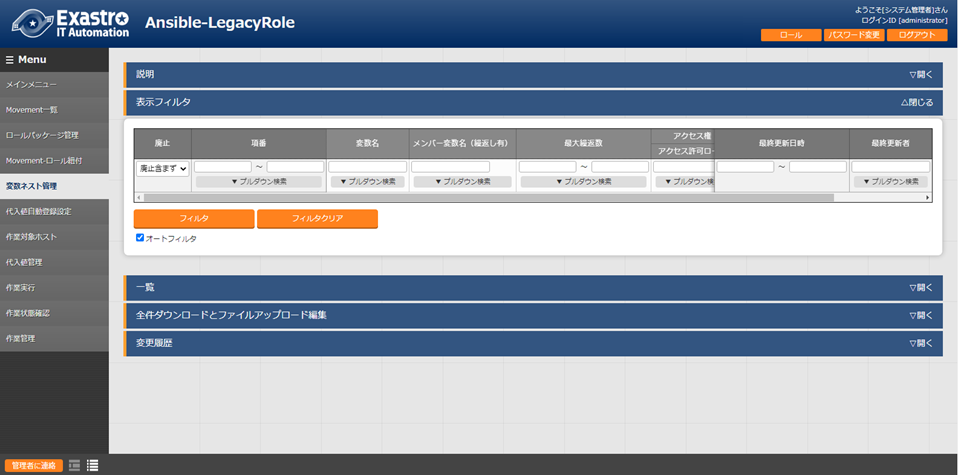 Exastro
IT Automation
Ansible-LegacyRole
ようこそ[システム管理者]さん
ログインID [administrator]
ロール
パスワード変更
ログアウト
Menu
メインメニュー
Movement一覧
ロールパッケージ管理
Movement-ロール紐付
変数ネスト管理
代入値自動登録設定
作業対象ホスト
代入値管理
作業実行
作業状態確認
作業管理
説明
▽開く
表示フィルタ
△閉じる
廃止
項番
変数名
メンバー変数名（繰返し有）
最大繰返数
アクセス権
アクセス許可ロー
最終更新日時
最終更新者
廃止含まず
～
～
～
▼ プルダウン検索
▼ プルダウン検索
▼ プルダウン検索
▼ プルダウン検索
▼ プルダウン検
▼ プルダウン検索
フィルタ
フィルタクリア
オートフィルタ
一覧
▽開く
全件ダウンロードとファイルアップロード編集
▽開く
変更履歴
▽開く
管理者に連絡